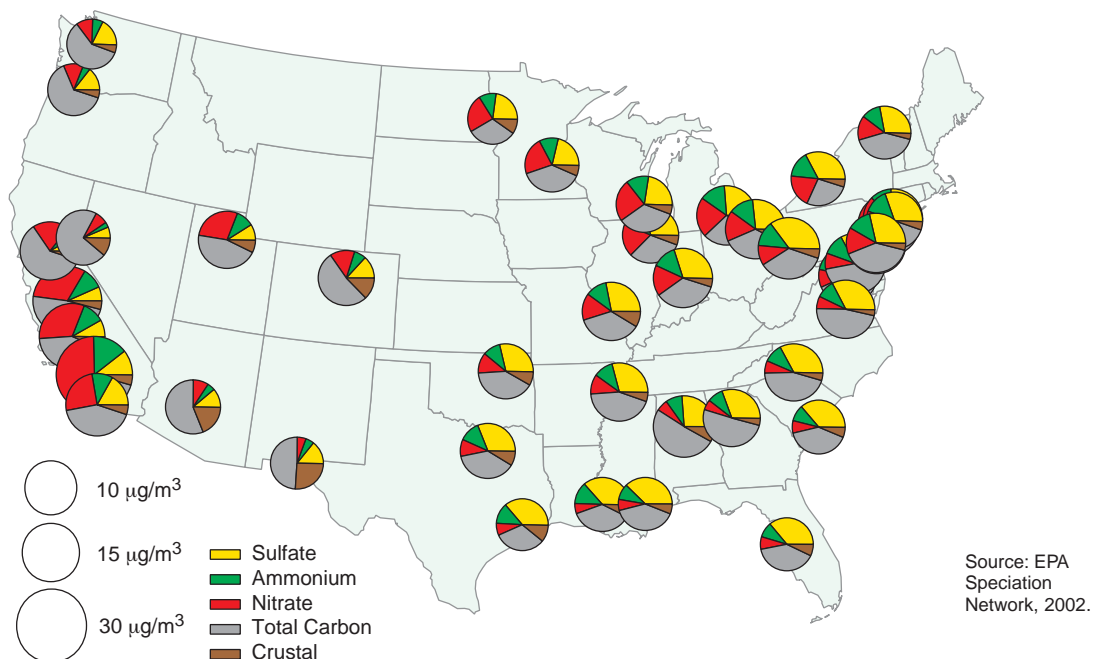 10 μg/m³
15 μg/m³
30 μg/m³
Sulfate
Ammonium
Nitrate
Total Carbon
Crustal
Source: EPA
Speciation
Network, 2002.